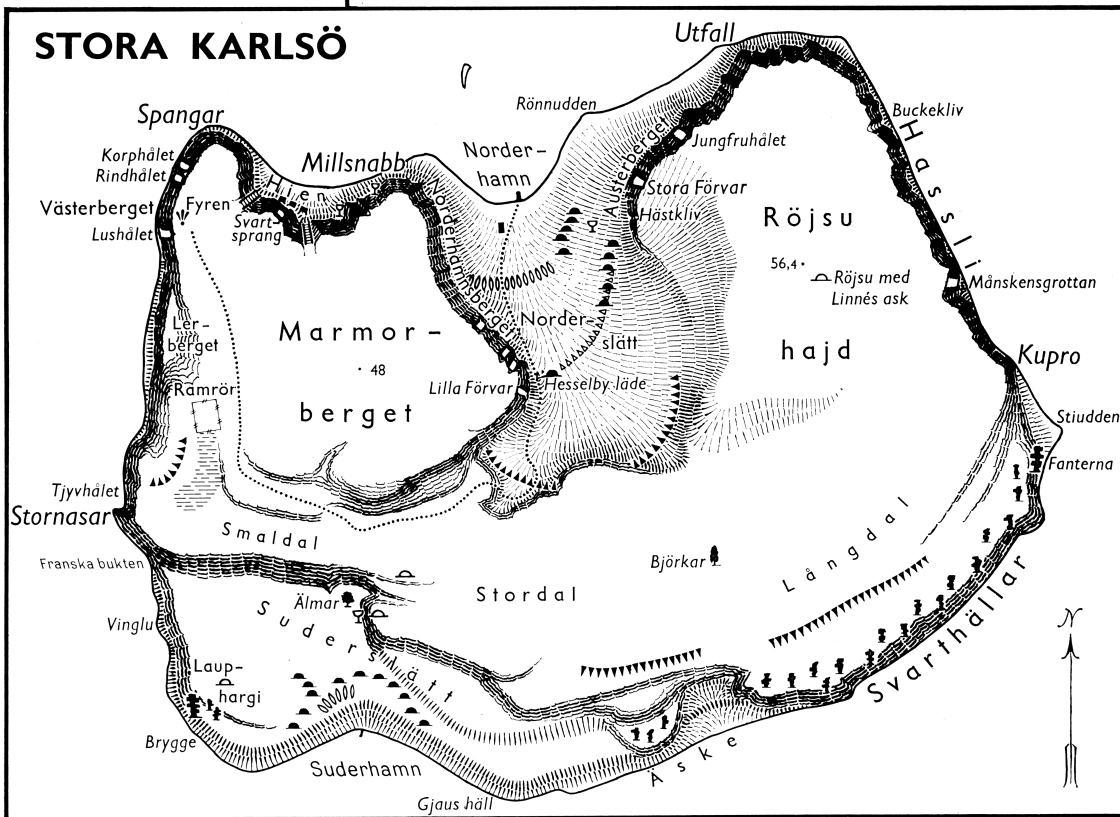 STORA KARLSÖ
Utfall
Rönnudden
Spangar
Buckekliv
Hassli
Korphålet
Rindhålet
Millsnabb
Norder-
hamn
Austerberget
Jungfruhålet
Hien
Norderhamnsberget
Stora Förvar
Västerberget
Fyren
Svart-
sprang
Hästkliv
Röjsu
Lushålet
56,4
Röjsu med
Linnés ask
Månskensgrottan
Ler-
berget
Marmor-
Norder-
slätt
hajd
Kupro
48
Ramrör
Lilla Förvar
Hesselby läde
berget
Stiudden
Fanterna
Tjyvhålet
Stornasar
Smaldal
Långdal
Franska bukten
Björkar
Älmar
Stordal
Svarthällar
Vinglu
Suderslätt
N
Laup-
hargi
Brygge
Suderhamn
Äske
Gjaus häll